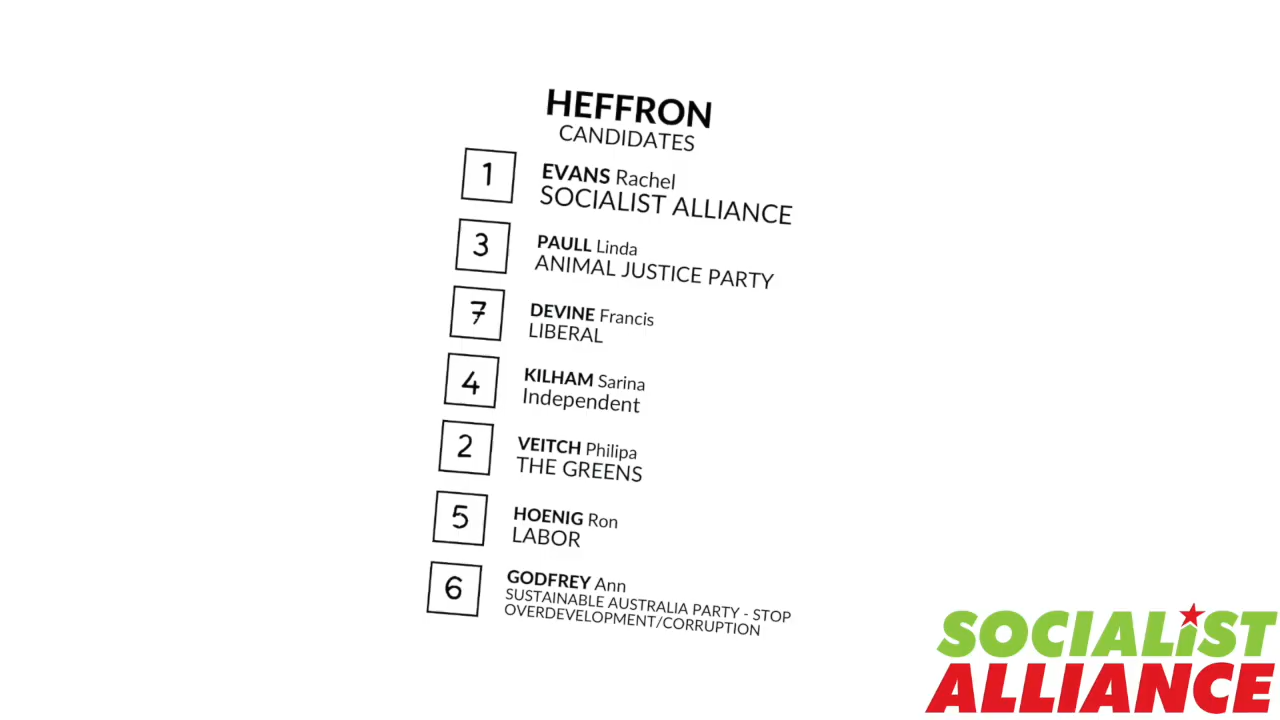 HEFFRON
CANDIDATES
1 EVANS Rachel
SOCIALIST ALLIANCE
3 PAULL Linda
ANIMAL JUSTICE PARTY
7 DEVINE Francis
LIBERAL
4 KILHAM Sarina
Independent
2 VEITCH Philipa
THE GREENS
5 HOENIG Ron
LABOR
6 GODFREY Ann
SUSTAINABLE AUSTRALIA PARTY - STOP
OVERDEVELOPMENT/CORRUPTION
SOCIALiST
ALLIANCE